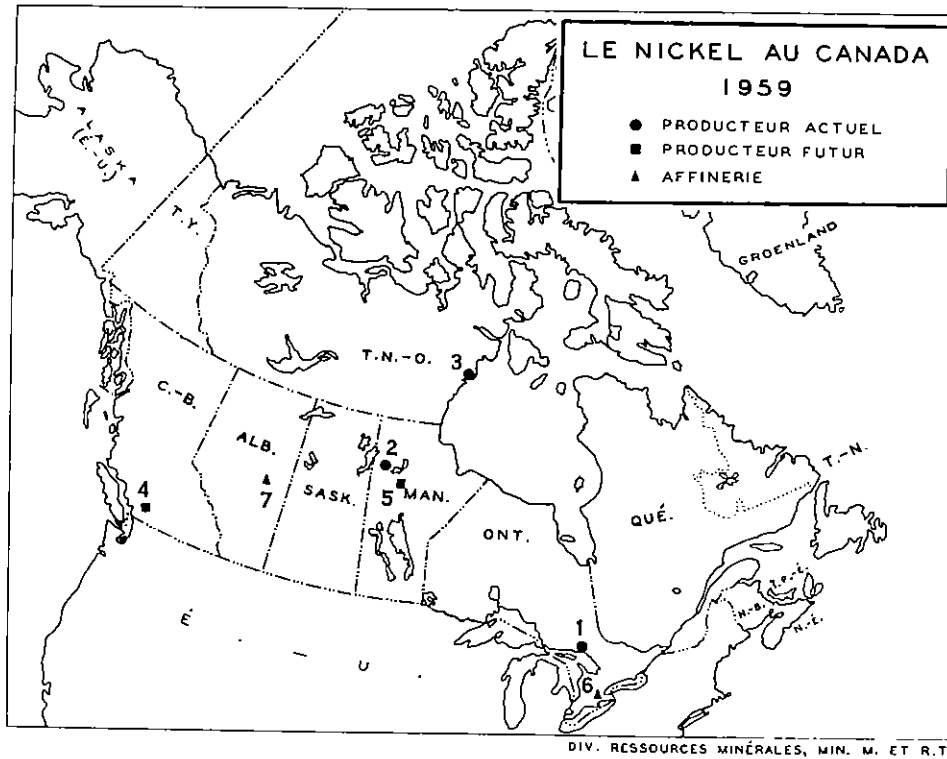 LE NICKEL AU CANADA
1959
PRODUCTEUR ACTUEL
PRODUCTEUR FUTUR
AFFINERIE
ALASKA
(É.-U.)
T.Y.
GROENLAND
T.N.-O.
3
C.-B.
ALB.
2
T.-N.
4
7
SASK.
5
MAN.
QUÉ.
ONT.
I.P.-É.
N.-B.
N.-É.
É.-U
1
6
DIV. RESSOURCES MINÉRALES, MIN. M. ET R.T